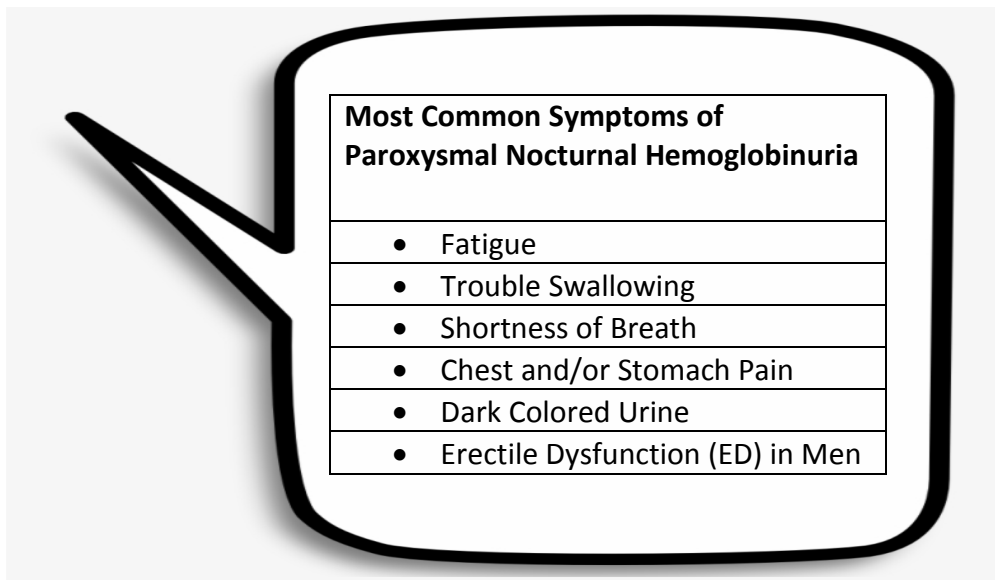 Most Common Symptoms of
Paroxysmal Nocturnal Hemoglobinuria
• Fatigue
• Trouble Swallowing
• Shortness of Breath
• Chest and/or Stomach Pain
• Dark Colored Urine
• Erectile Dysfunction (ED) in Men